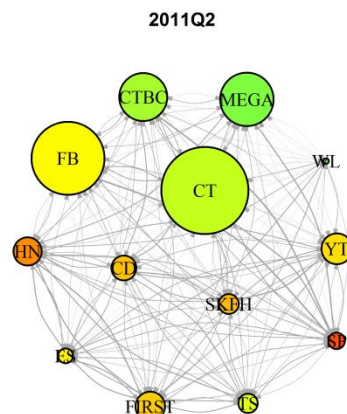 2011Q2
CTBC
MEGA
FB
WL
CT
HN
CD
YT
SKFH
SF
ES
FIRST
TS